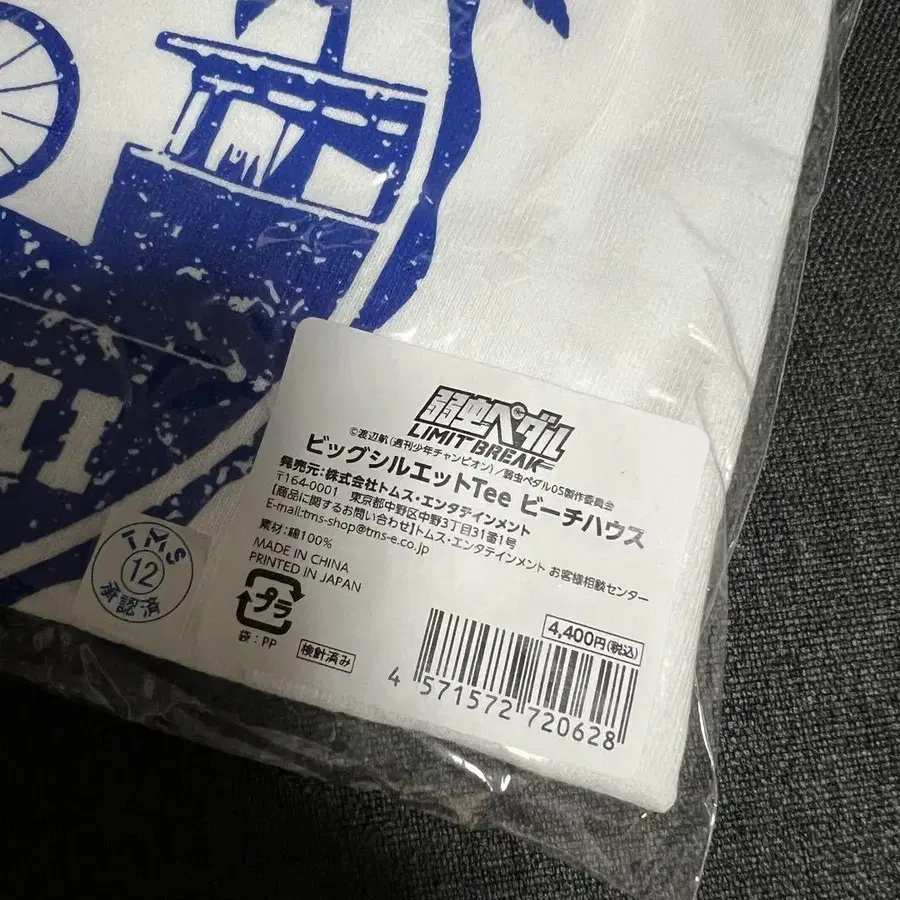 弱虫ペダル
LIMIT BREAK
©渡辺航(週刊少年チャンピオン)/弱虫ペダル05製作委員会
ビッグシルエットTee ビーチハウス
発売元:株式会社トムス・エンタテインメント
〒164-0001 東京都中野区中野3丁目31番1号
【商品に関するお問い合わせ】トムス・エンタテインメント お客様相談センター
E-mail:tms-shop@tms-e.co.jp
素材:綿100%
MADE IN CHINA
PRINTED IN JAPAN
プラ
袋:PP
検針済み
4,400円(税込)
4 571572 720628
TMS
12
承認済